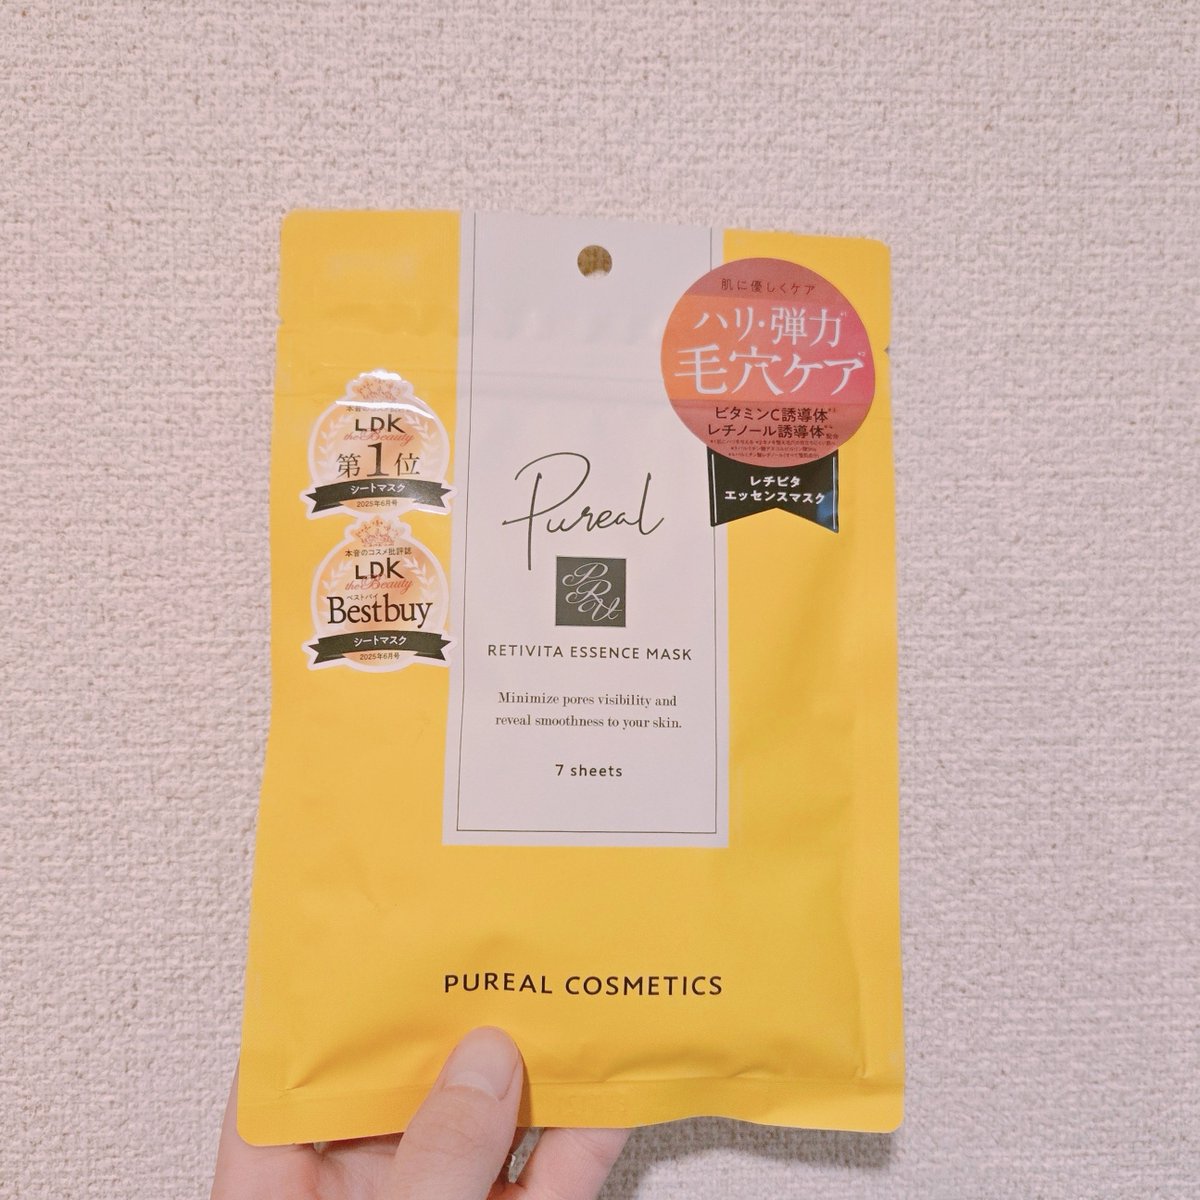 肌に優しくケア
ハリ・弾力
毛穴ケア
ビタミンC誘導体
レチノール誘導体
配合
レチビタ
エッセンスマスク
LDK
the Beauty
第1位
シートマスク
2025年6月号
本音のコスメ批評誌
LDK
the Beauty
ベストバイ
Bestbuy
シートマスク
2025年6月号
Pureal
PRU
RETIVITA ESSENCE MASK
Minimize pores visibility and
reveal smoothness to your skin.
7 sheets
PUREAL COSMETICS